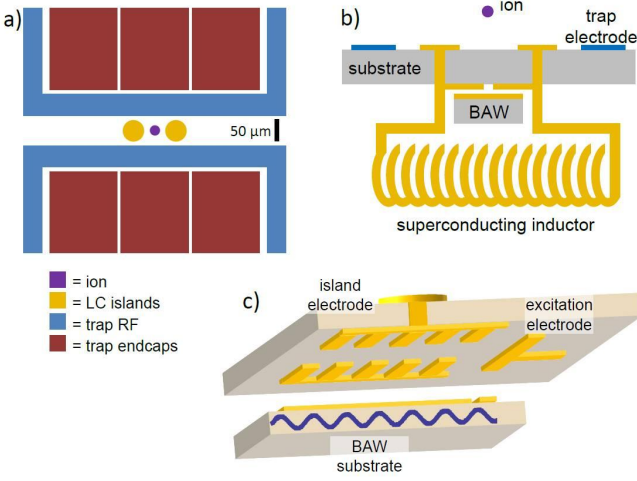 a)
50 µm
= ion
= LC islands
= trap RF
= trap endcaps
b)
ion
trap
electrode
substrate
BAW
superconducting inductor
c)
island
electrode
excitation
electrode
BAW
substrate